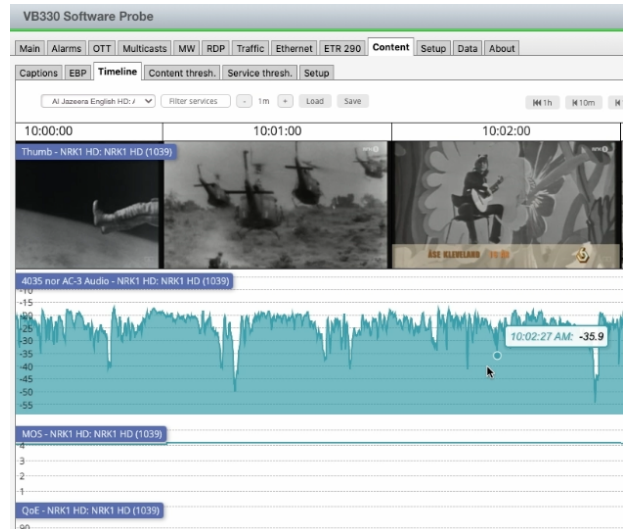 VB330 Software Probe
Main Alarms OTT Multicasts MW RDP Traffic Ethernet ETR 290 Content Setup Data About
Captions EBP Timeline Content thresh. Service thresh. Setup
Al Jazeera English HD: / Filter services - 1m + Load Save 1h 10m
10:00:00 10:01:00 10:02:00
Thumb - NRK1 HD: NRK1 HD (1039)
ÅSE KLEVELAND
4035 nor AC-3 Audio - NRK1 HD: NRK1 HD (1039)
-10
-15
-20
-25
-30
10:02:27 AM: -35.9
-35
-40
-45
-50
-55
MOS - NRK1 HD: NRK1 HD (1039)
4
3
2
1
QoE - NRK1 HD: NRK1 HD (1039)
90